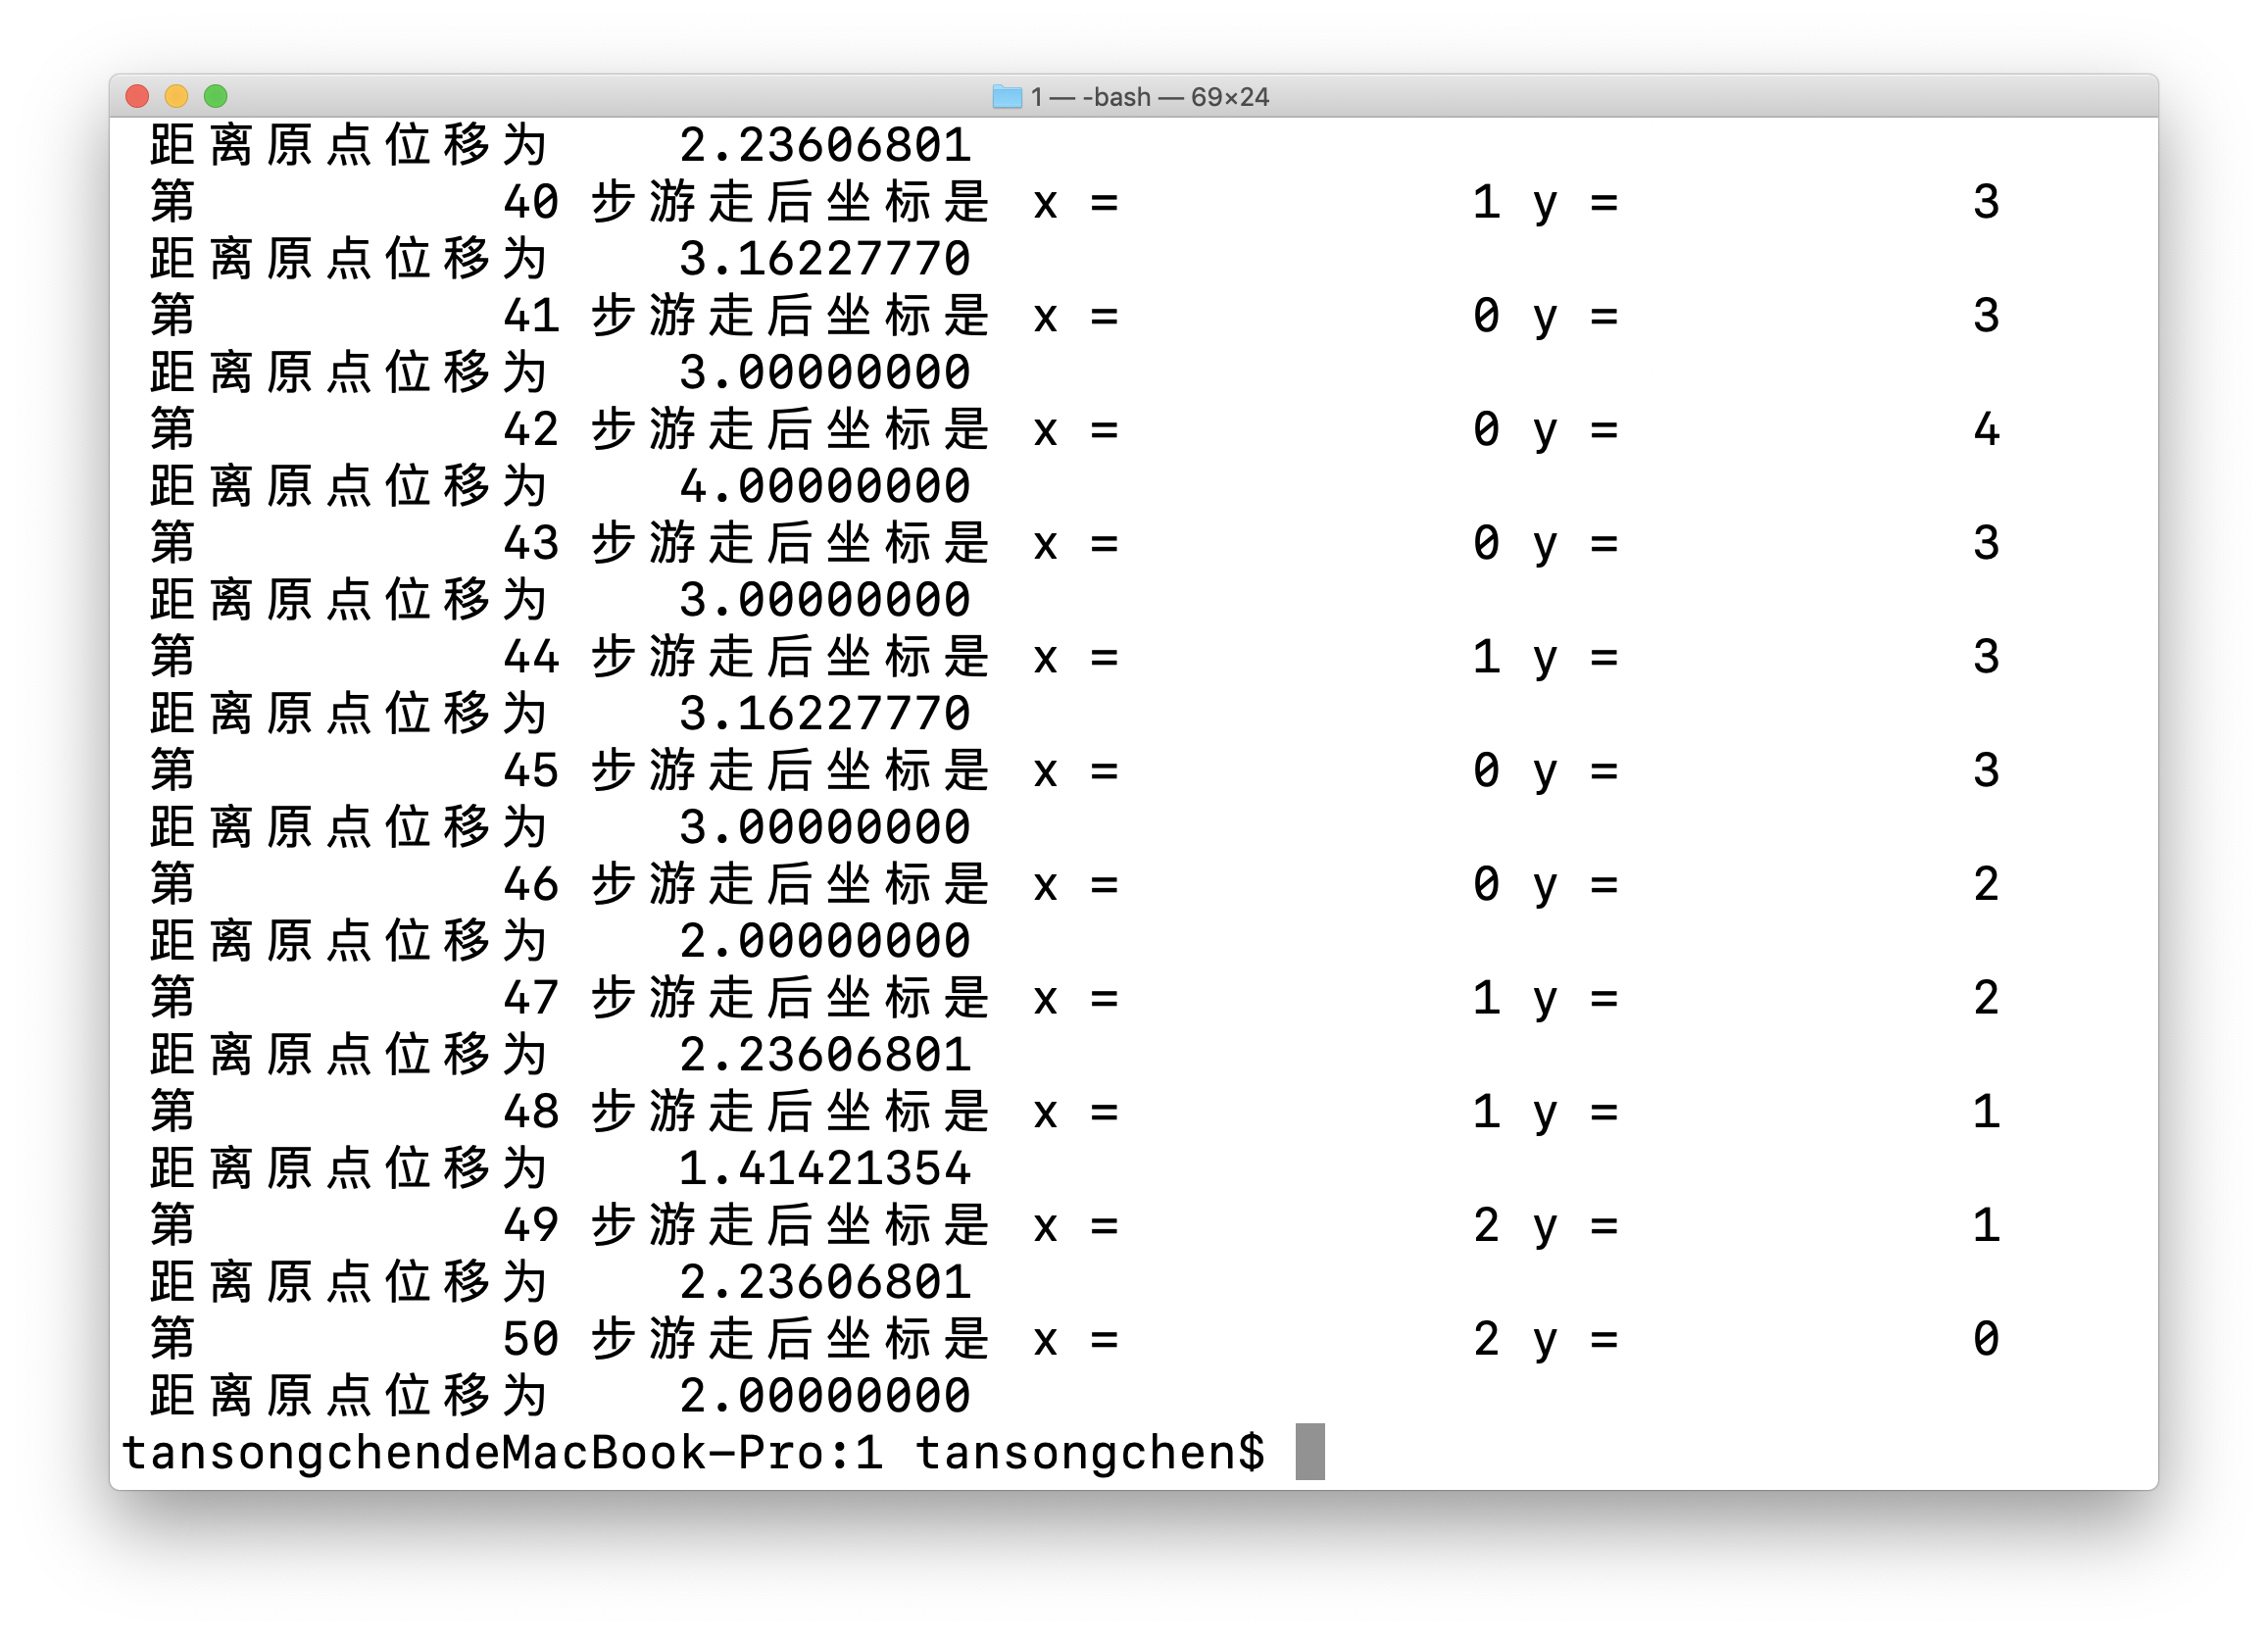 1 — -bash — 69×24
距离原点位移为 2.23606801
第 40 步游走后坐标是 x = 1 y = 3
距离原点位移为 3.16227770
第 41 步游走后坐标是 x = 0 y = 3
距离原点位移为 3.00000000
第 42 步游走后坐标是 x = 0 y = 4
距离原点位移为 4.00000000
第 43 步游走后坐标是 x = 0 y = 3
距离原点位移为 3.00000000
第 44 步游走后坐标是 x = 1 y = 3
距离原点位移为 3.16227770
第 45 步游走后坐标是 x = 0 y = 3
距离原点位移为 3.00000000
第 46 步游走后坐标是 x = 0 y = 2
距离原点位移为 2.00000000
第 47 步游走后坐标是 x = 1 y = 2
距离原点位移为 2.23606801
第 48 步游走后坐标是 x = 1 y = 1
距离原点位移为 1.41421354
第 49 步游走后坐标是 x = 2 y = 1
距离原点位移为 2.23606801
第 50 步游走后坐标是 x = 2 y = 0
距离原点位移为 2.00000000
tansongchendeMacBook-Pro:1 tansongchen$